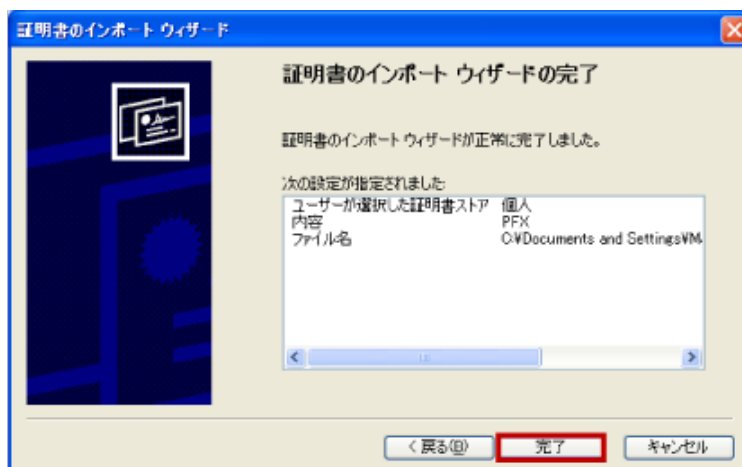 証明書のインポート ウィザード
証明書のインポート ウィザードの完了
証明書のインポート ウィザードが正常に完了しました。
次の設定が指定されました:
ユーザーが選択した証明書ストア 個人
内容 PFX
ファイル名 C:¥Documents and Settings¥M
< 戻る(B) 完了 キャンセル